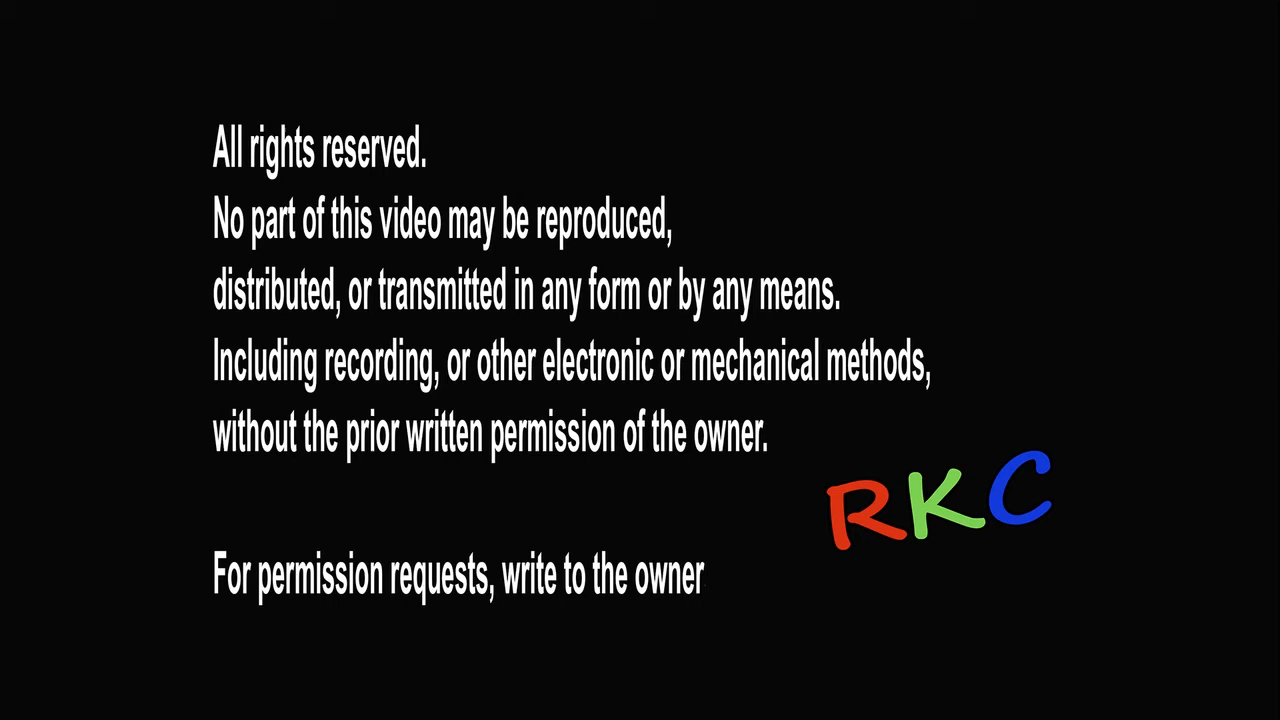 All rights reserved.
No part of this video may be reproduced,
distributed, or transmitted in any form or by any means.
Including recording, or other electronic or mechanical methods,
without the prior written permission of the owner.
RKC
For permission requests, write to the owner